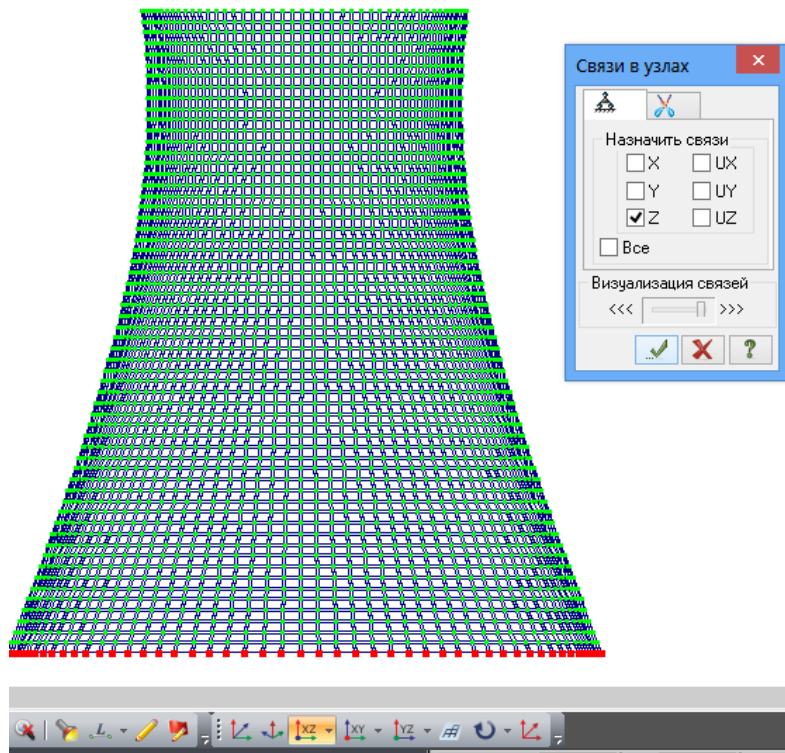 Связи в узлах
Назначить связи
X UX
Y UY
Z UZ
Все
Визуализация связей
<<< >>>
?
.L.
XZ XY YZ